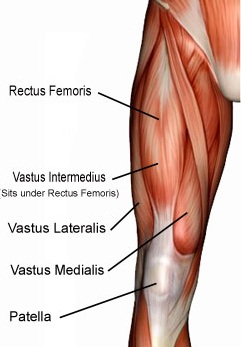 Rectus Femoris
Vastus Intermedius
(Sits under Rectus Femoris)
Vastus Lateralis
Vastus Medialis
Patella